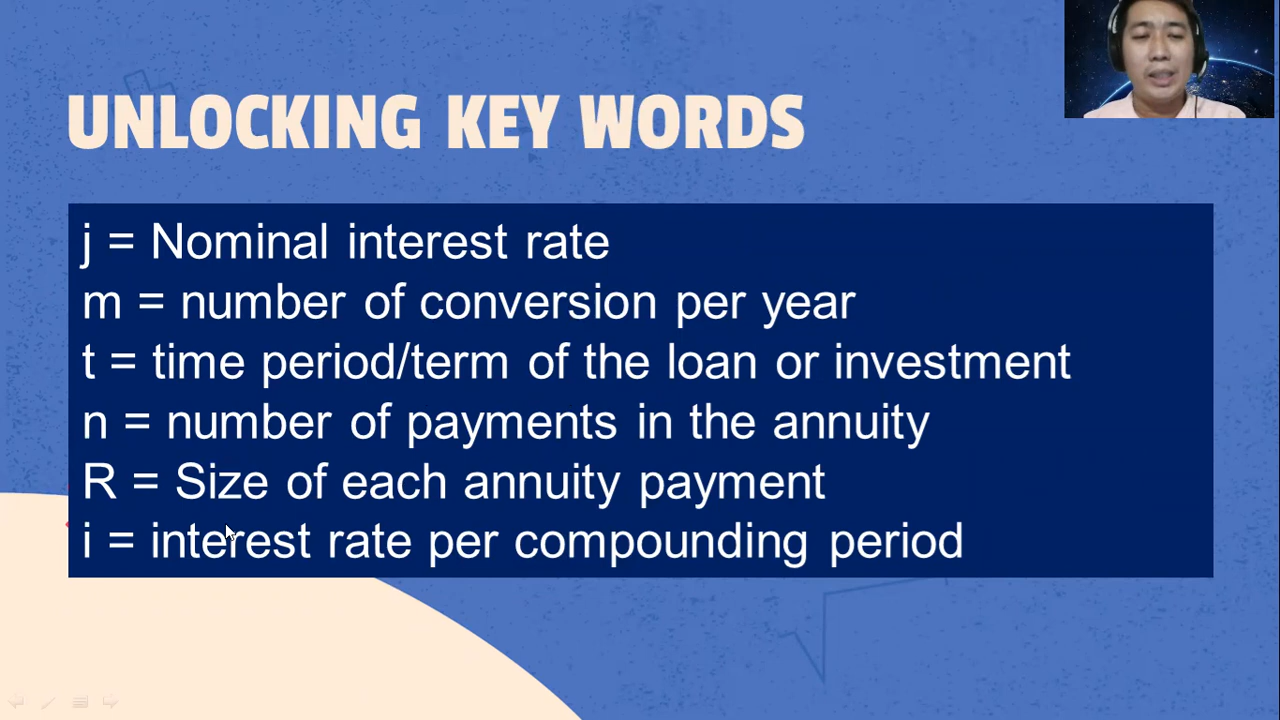 UNLOCKING KEY WORDS
j = Nominal interest rate
m = number of conversion per year
t = time period/term of the loan or investment
n = number of payments in the annuity
R = Size of each annuity payment
i = interest rate per compounding period